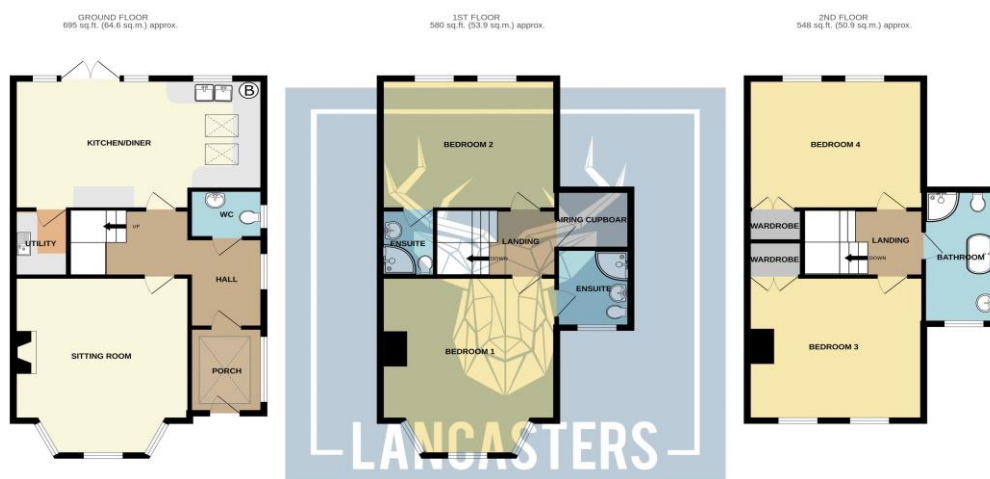 GROUND FLOOR
695 sq.ft. (64.6 sq.m.) approx.
1ST FLOOR
580 sq.ft. (53.9 sq.m.) approx.
2ND FLOOR
548 sq.ft. (50.9 sq.m.) approx.
B
KITCHEN/DINER
WC
UTILITY
UP
HALL
SITTING ROOM
PORCH
BEDROOM 2
AIRING CUPBOAR
ENSUITE
LANDING
DOWN
ENSUITE
BEDROOM 1
BEDROOM 4
WARDROBE
LANDING
WARDROBE
DOWN
BATHROOM
BEDROOM 3
LANCASTERS